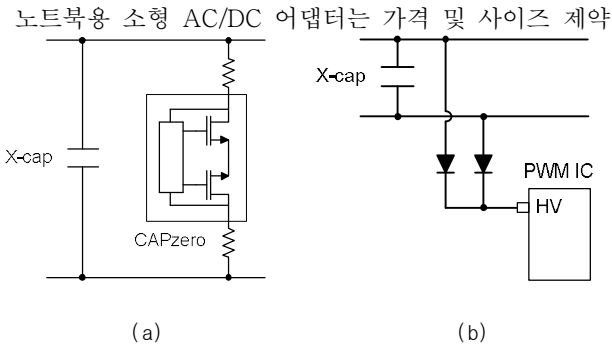 노트북용 소형 AC/DC 어댑터는 가격 및 사이즈 제약
X-cap
CAPzero
(a)
X-cap
PWM IC
HV
(b)